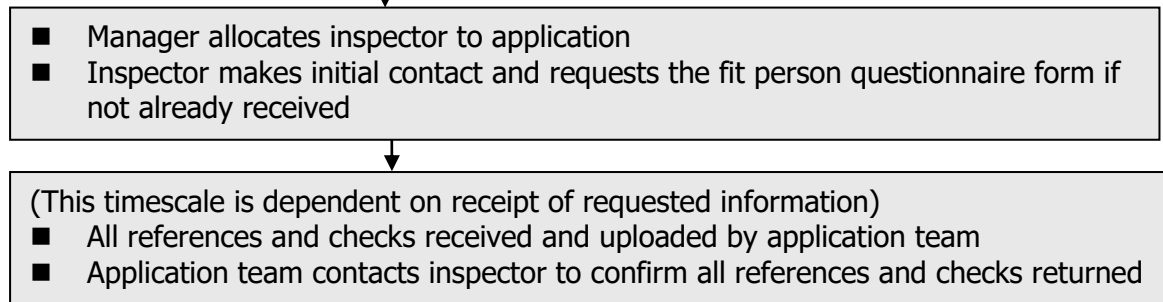 ■ Manager allocates inspector to application
■ Inspector makes initial contact and requests the fit person questionnaire form if
not already received
(This timescale is dependent on receipt of requested information)
■ All references and checks received and uploaded by application team
■ Application team contacts inspector to confirm all references and checks returned